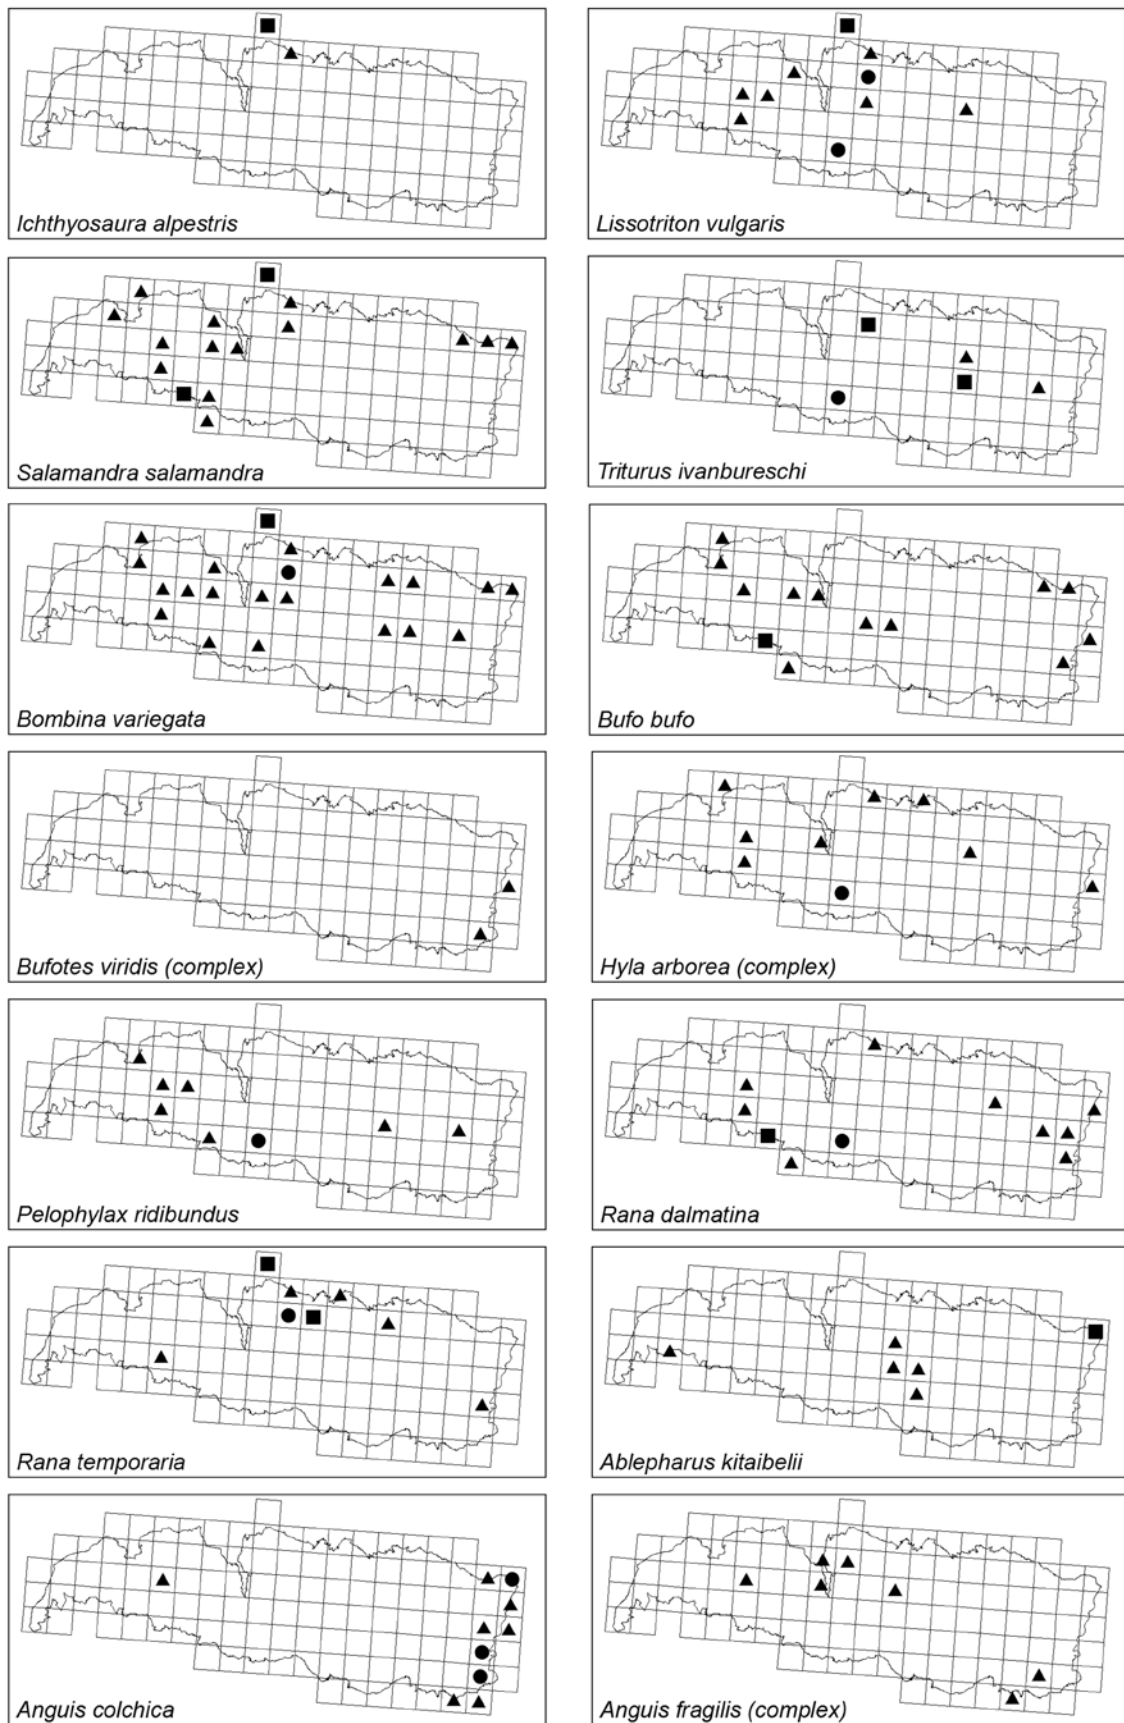 Ichthyosaura alpestris
Lissotriton vulgaris
Salamandra salamandra
Triturus ivanbureschi
Bombina variegata
Bufo bufo
Bufotes viridis (complex)
Hyla arborea (complex)
Pelophylax ridibundus
Rana dalmatina
Rana temporaria
Ablepharus kitaibelii
Anguis colchica
Anguis fragilis (complex)